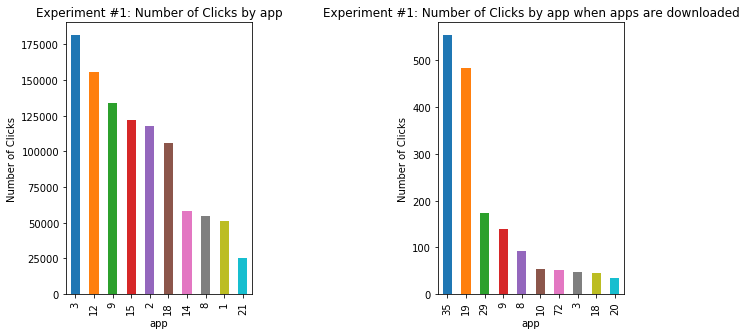 Experiment #1: Number of Clicks by app
Number of Clicks
175000
150000
125000
100000
75000
50000
25000
0
3 12 9 15 2 18 14 8 1 21
app
Experiment #1: Number of Clicks by app when apps are downloaded
Number of Clicks
500
400
300
200
100
0
35 19 29 9 8 10 72 3 18 20
app